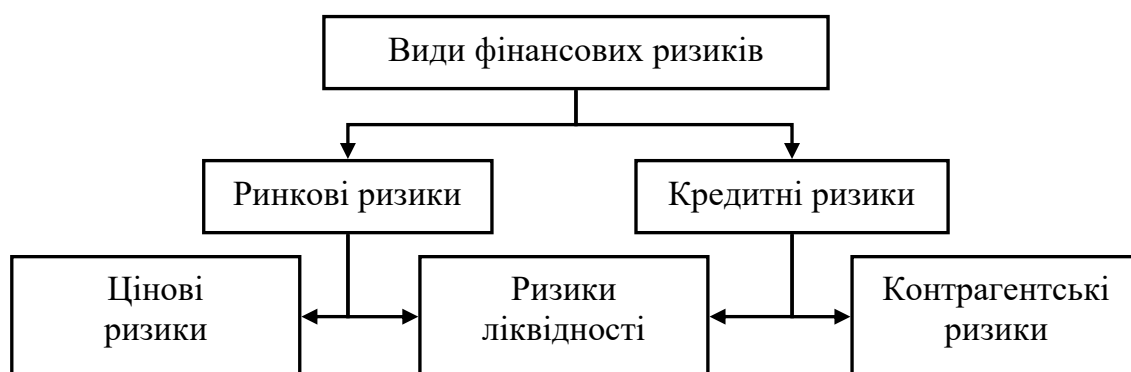 Види фінансових ризиків
Ринкові ризики
Кредитні ризики
Цінові
ризики
Ризики
ліквідності
Контрагентські
ризики